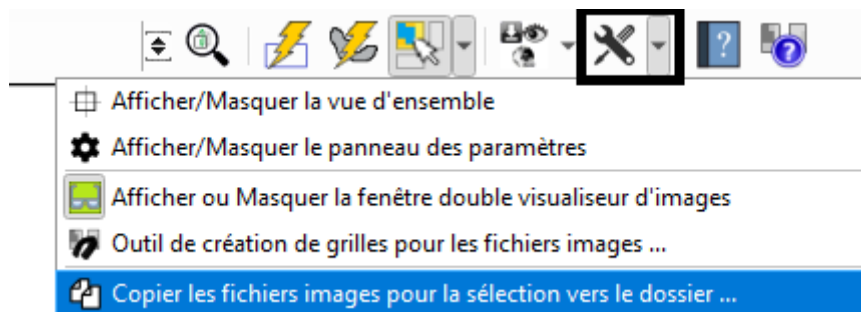 Afficher/Masquer la vue d'ensemble
Afficher/Masquer le panneau des paramètres
Afficher ou Masquer la fenêtre double visualiseur d'images
Outil de création de grilles pour les fichiers images ...
Copier les fichiers images pour la sélection vers le dossier ...